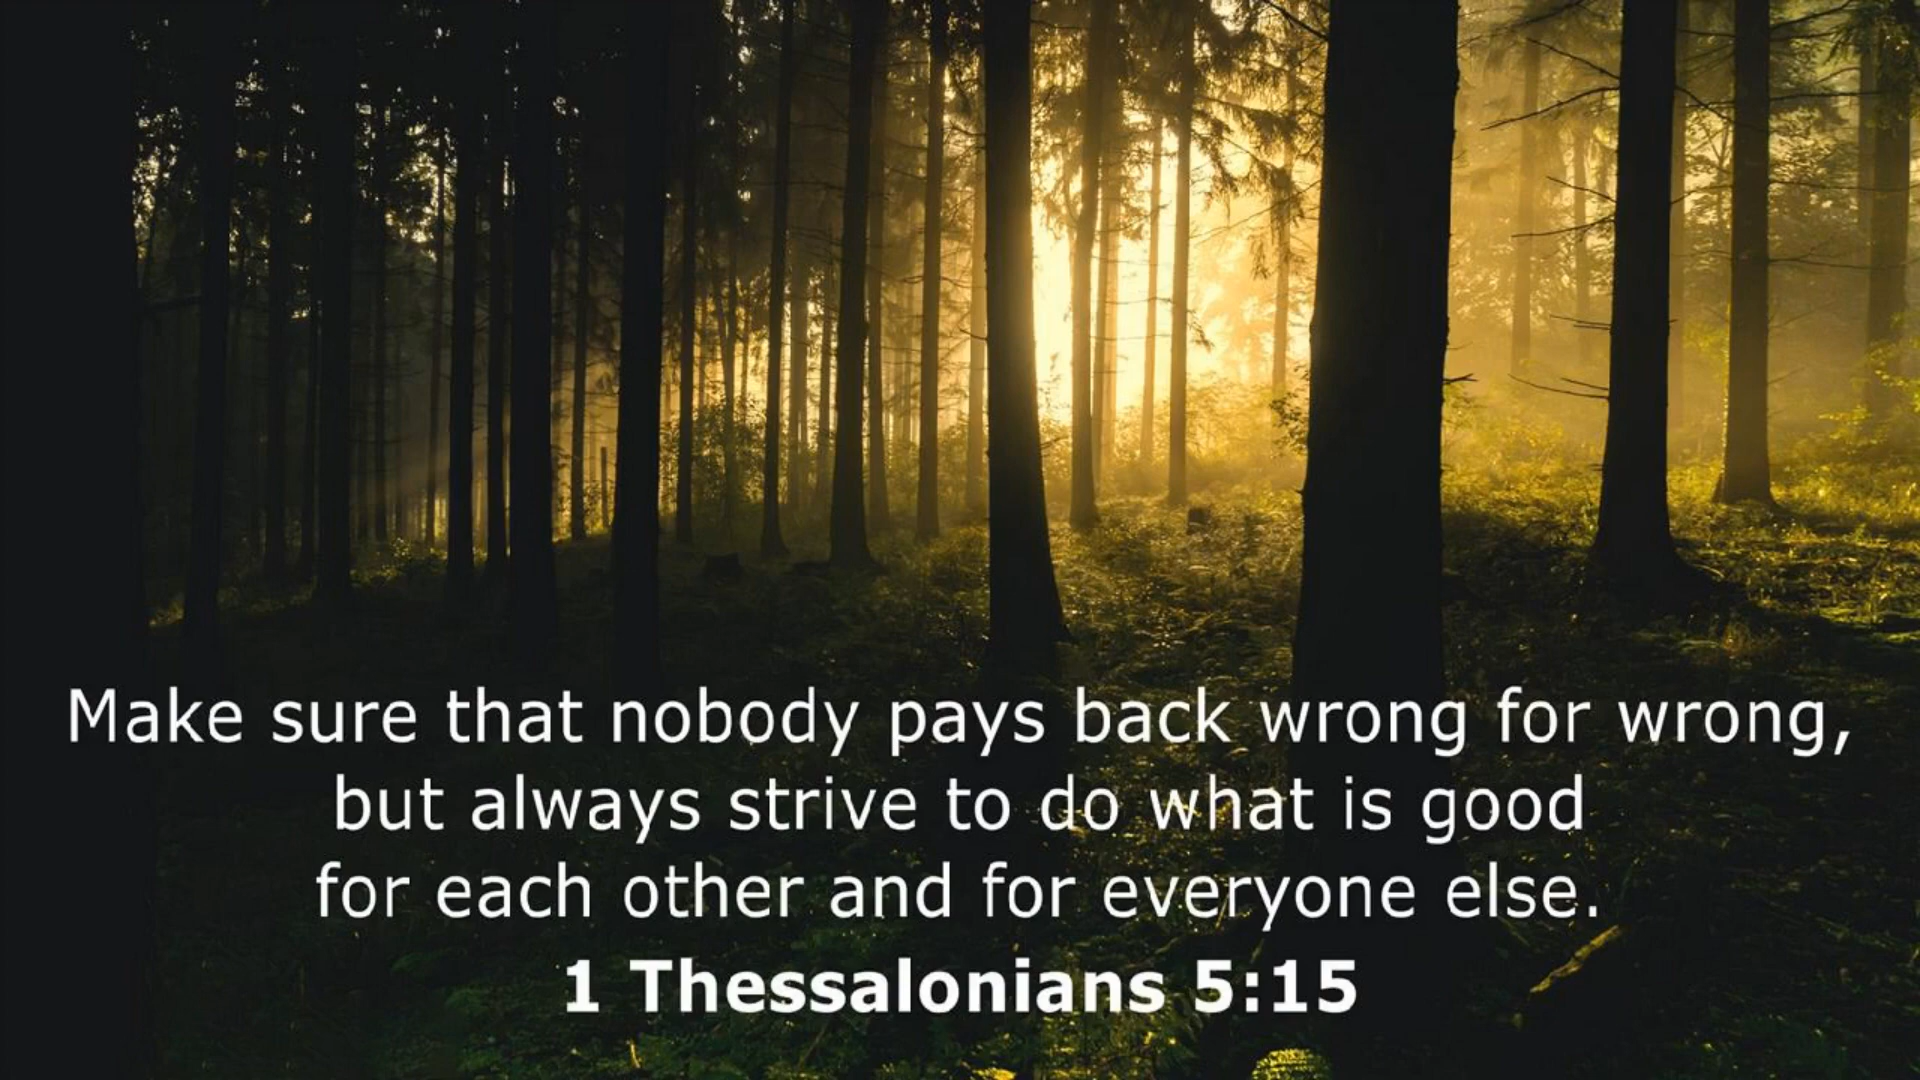 Make sure that nobody pays back wrong for wrong,
but always strive to do what is good
for each other and for everyone else.
1 Thessalonians 5:15